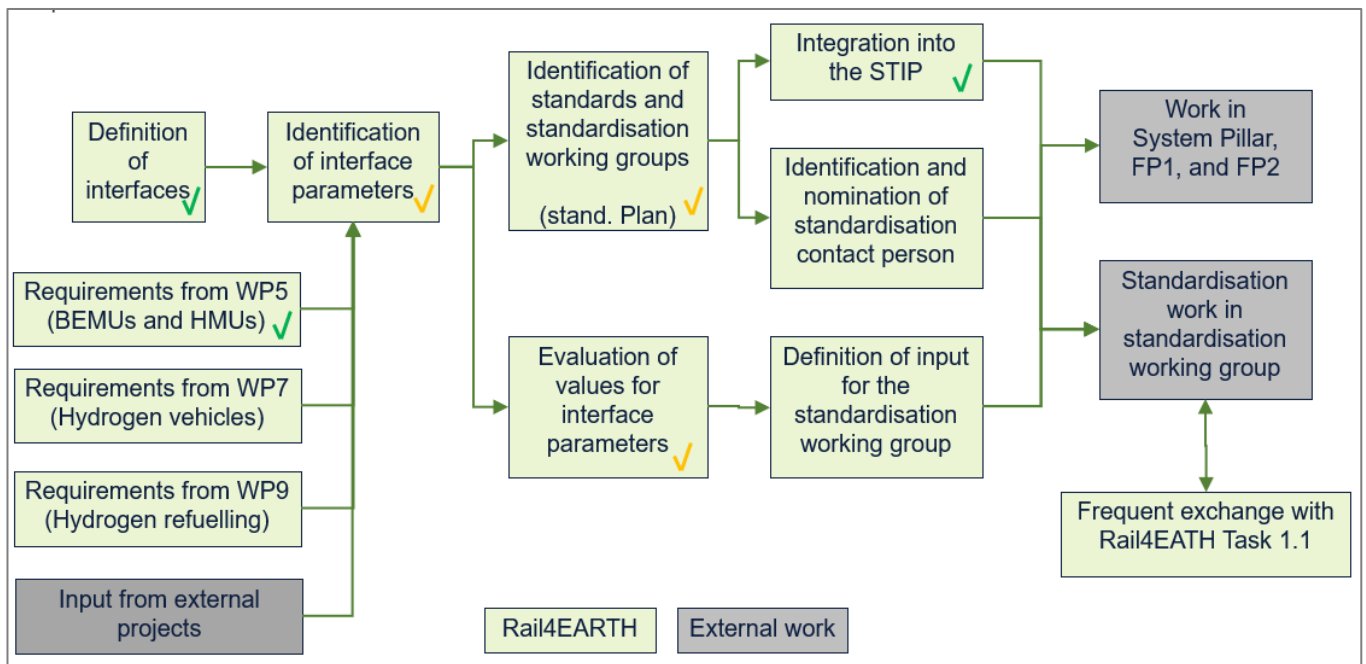 Definition
of
interfaces
Identification
of interface
parameters
Identification of
standards and
standardisation
working groups
(stand. Plan)
Integration into
the STIP
Work in
System Pillar,
FP1, and FP2
Identification and
nomination of
standardisation
contact person
Requirements from WP5
(BEMUs and HMUs)
Requirements from WP7
(Hydrogen vehicles)
Requirements from WP9
(Hydrogen refuelling)
Input from external
projects
Evaluation of
values for
interface
parameters
Definition of input
for the
standardisation
working group
Standardisation
work in
standardisation
working group
Frequent exchange with
Rail4EATH Task 1.1
Rail4EARTH
External work